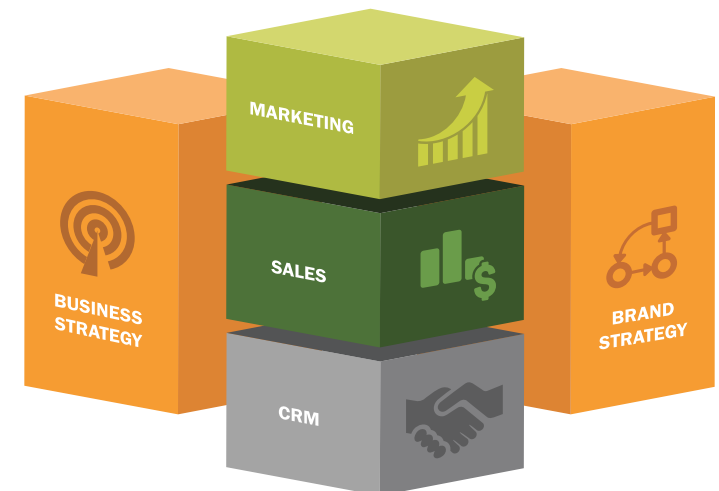 MARKETING
SALES
CRM
BUSINESS
STRATEGY
BRAND
STRATEGY
$